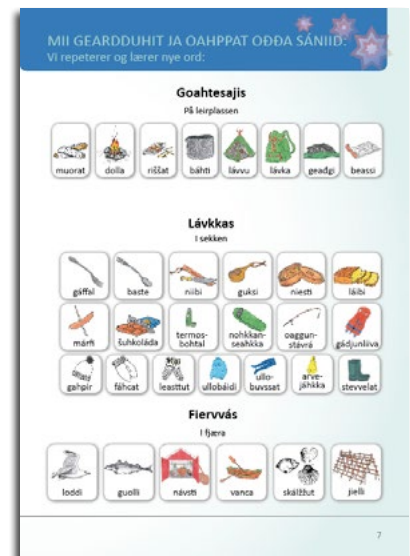 MII GEARDDUHIT JA OAHPPAT OĐĐA SÁNIID:
Vi repeterer og lærer nye ord:
Goahtesajis
På leirplassen
muorat dolla riššat báhti lávvu lávka geađgi beassi
Lávkkas
I sekken
gáffal baste niibi guksi niesti láibi
márfi šuhkoláda termos-bohtal nohkkan-seahkka oaggun-stávrá gádjunliiva
gahpir fáhcat leasttut ullobáidi ullo-buvssat arve-jáhkka stevvelat
Fiervvás
I fjæra
loddi guolli návsti vanca skálžžut jielli
7